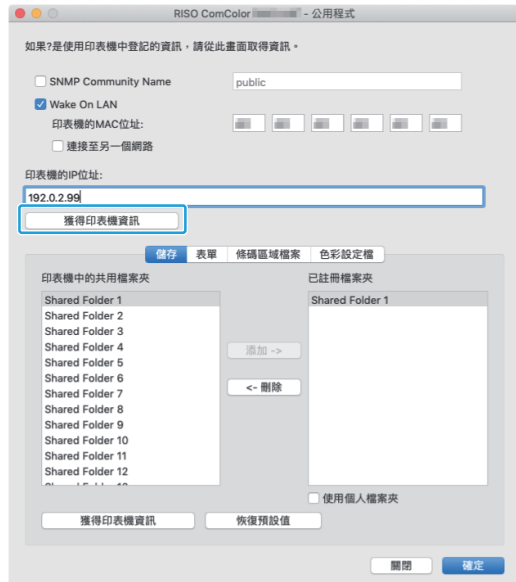 RISO ComColor - 公用程式
如果?是使用印表機中登記的資訊，請從此畫面取得資訊。
SNMP Community Name
public
Wake On LAN
印表機的MAC位址:
連接至另一個網路
印表機的IP位址:
192.0.2.99
獲得印表機資訊
儲存 表單 條碼區域檔案 色彩設定檔
印表機中的共用檔案夾
Shared Folder 1
Shared Folder 2
Shared Folder 3
Shared Folder 4
Shared Folder 5
Shared Folder 6
Shared Folder 7
Shared Folder 8
Shared Folder 9
Shared Folder 10
Shared Folder 11
Shared Folder 12
添加 ->
<- 刪除
已註冊檔案夾
Shared Folder 1
使用個人檔案夾
獲得印表機資訊
恢復預設值
關閉
確定